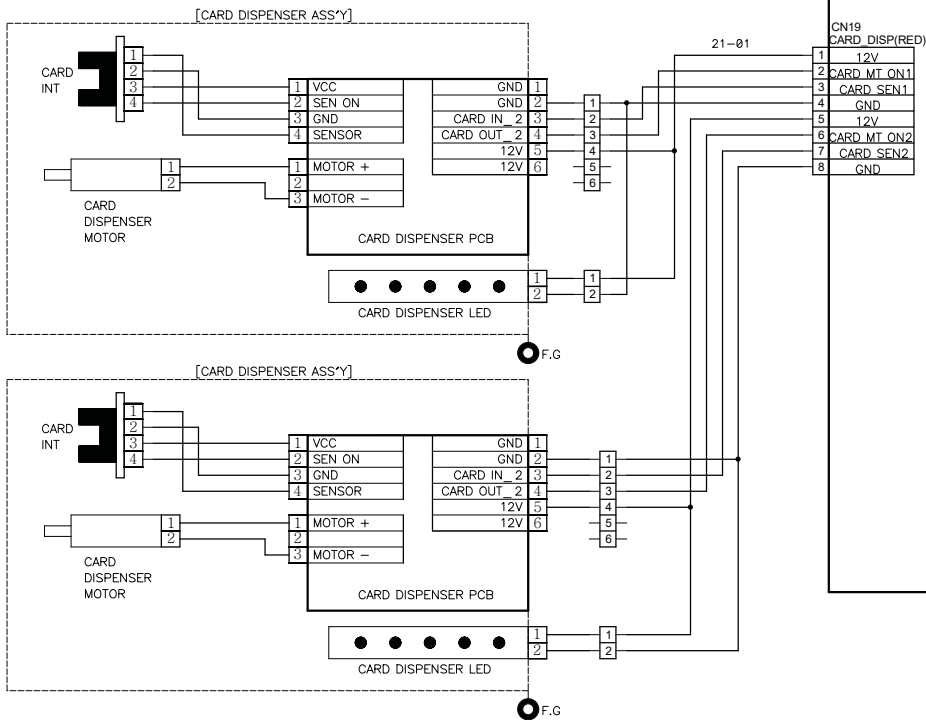 [CARD DISPENSER ASS'Y]
CARD
INT
1
2
3
4
1 VCC
2 SEN ON
3 GND
4 SENSOR
GND 1
GND 2
CARD IN_2 3
CARD OUT_2 4
12V 5
12V 6
1
2
3
4
5
6
1
2
1 MOTOR +
2
3 MOTOR -
CARD
DISPENSER
MOTOR
CARD DISPENSER PCB
1
2
1
2
CARD DISPENSER LED
F.G
21-01
CN19
CARD_DISP(RED)
1 12V
2 CARD MT ON1
3 CARD SEN1
4 GND
5 12V
6 CARD MT ON2
7 CARD SEN2
8 GND
[CARD DISPENSER ASS'Y]
CARD
INT
1
2
3
4
1 VCC
2 SEN ON
3 GND
4 SENSOR
GND 1
GND 2
CARD IN_2 3
CARD OUT_2 4
12V 5
12V 6
1
2
3
4
5
6
1
2
1 MOTOR +
2
3 MOTOR -
CARD
DISPENSER
MOTOR
CARD DISPENSER PCB
1
2
1
2
CARD DISPENSER LED
F.G